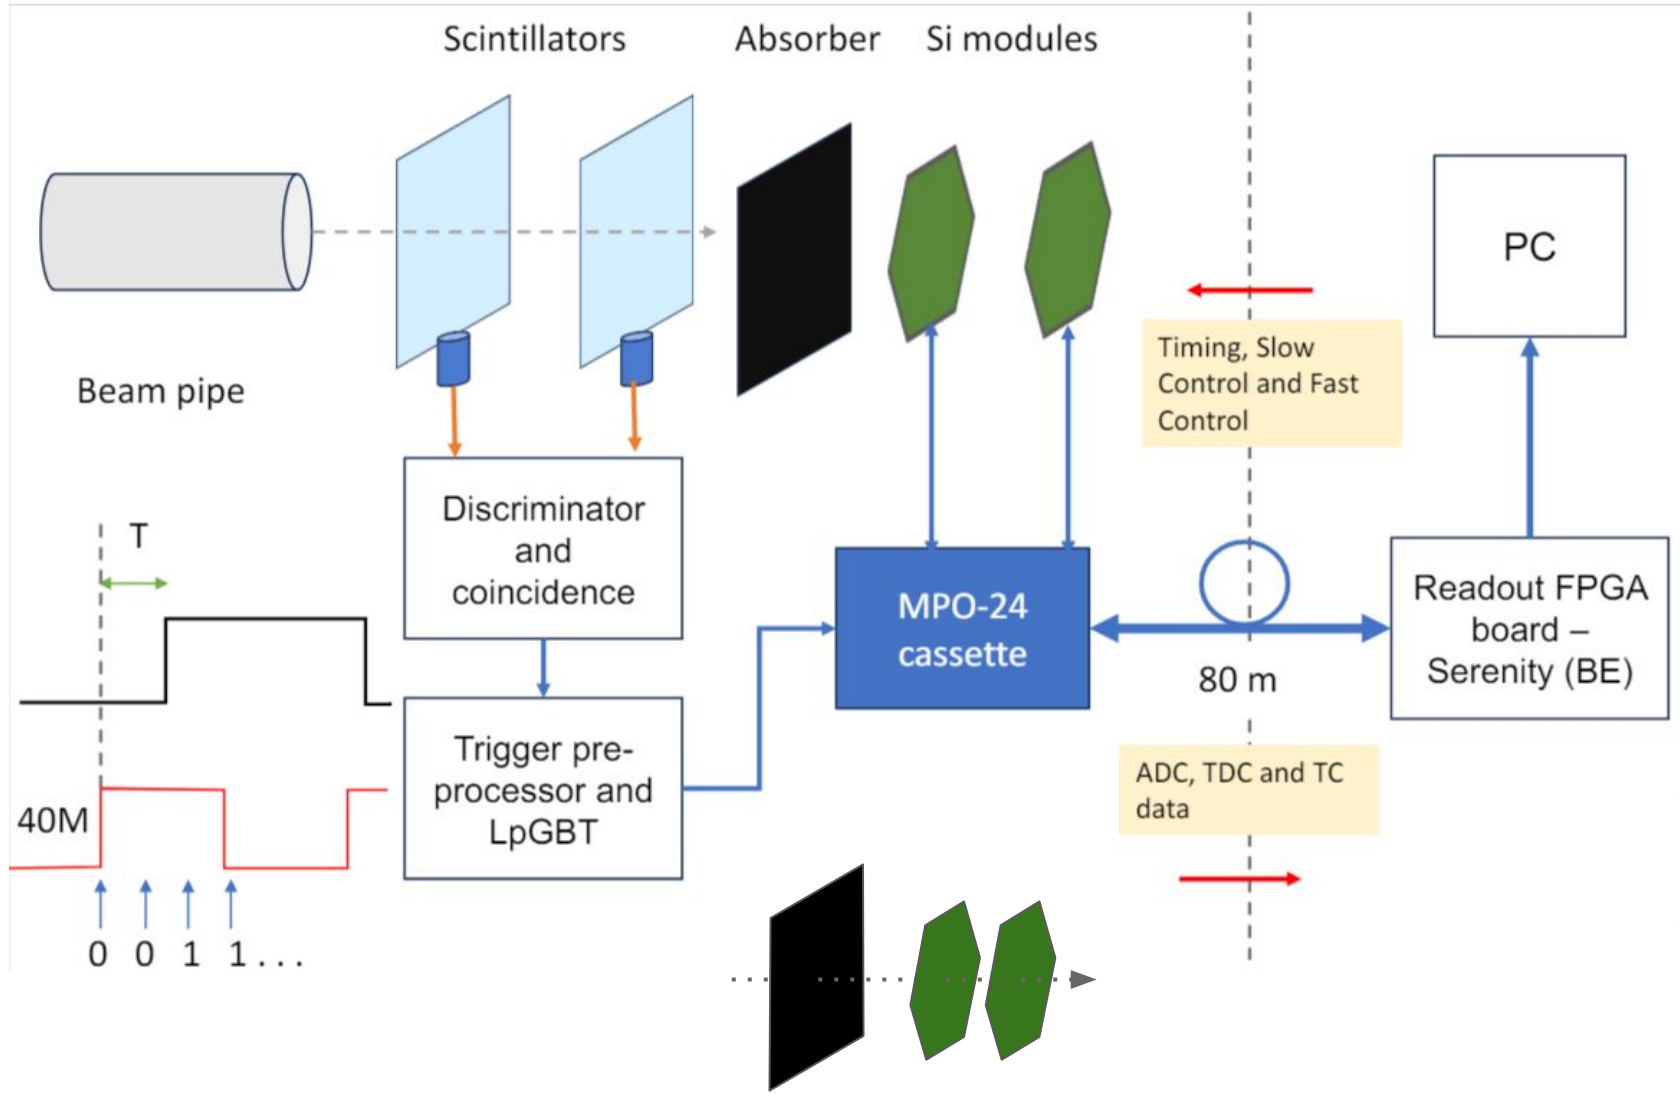 Scintillators
Absorber
Si modules
PC
Timing, Slow
Control and Fast
Control
Beam pipe
Discriminator
and
coincidence
T
MPO-24
cassette
80 m
Readout FPGA
board –
Serenity (BE)
Trigger pre-
processor and
LpGBT
ADC, TDC and TC
data
40M
0 0 1 1 . . .